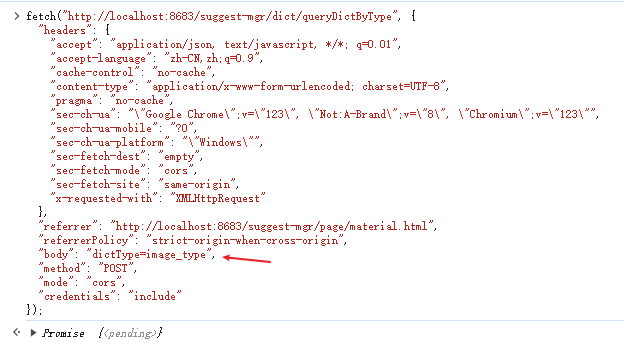 > fetch("http://localhost:8683/suggest-mgr/dict/queryDictByType", {
"headers": {
"accept": "application/json, text/javascript, */*; q=0.01",
"accept-language": "zh-CN,zh;q=0.9",
"cache-control": "no-cache",
"content-type": "application/x-www-form-urlencoded; charset=UTF-8",
"pragma": "no-cache",
"sec-ch-ua": "\"Google Chrome\";v=\"123\", \"Not:A-Brand\";v=\"8\", \"Chromium\";v=\"123\"",
"sec-ch-ua-mobile": "?0",
"sec-ch-ua-platform": "\"Windows\"",
"sec-fetch-dest": "empty",
"sec-fetch-mode": "cors",
"sec-fetch-site": "same-origin",
"x-requested-with": "XMLHttpRequest"
},
"referrer": "http://localhost:8683/suggest-mgr/page/material.html",
"referrerPolicy": "strict-origin-when-cross-origin",
"body": "dictType=image_type",
"method": "POST",
"mode": "cors",
"credentials": "include"
});
Promise {<pending>}